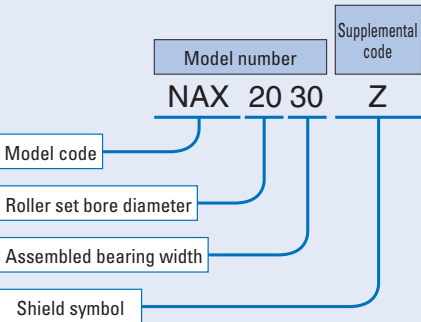 Supplemental
code
Model number
NAX 20 30 Z
Model code
Roller set bore diameter
Assembled bearing width
Shield symbol